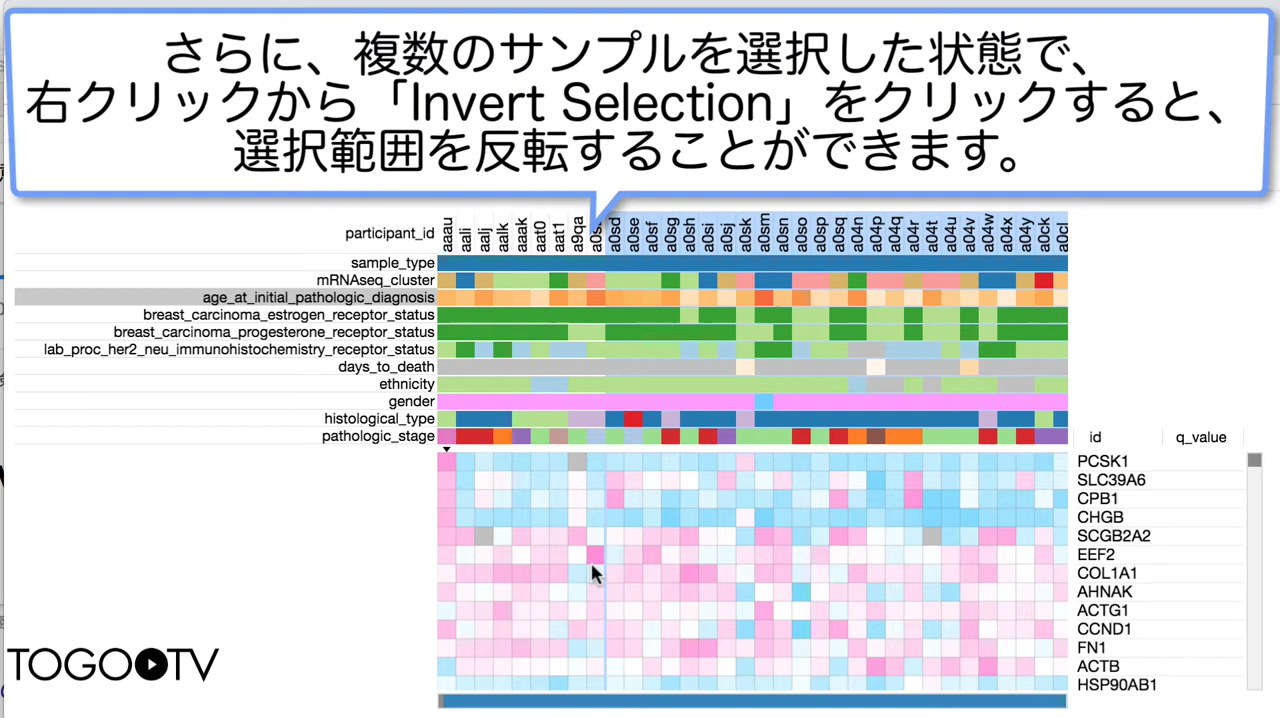 さらに、複数のサンプルを選択した状態で、
右クリックから「Invert Selection」をクリックすると、
選択範囲を反転することができます。
participant_id
aaau aali aalj aalk aaak aat0 aat1 a9qa a0se a0sf a0sg a0sh a0si a0sj a0sk a0sm a0sn a0so a0sp a0sq a04n a04p a04q a04r a04t a04u a04v a04w a04x a04y a0ck
sample_type
mRNAseq_cluster
age_at_initial_pathologic_diagnosis
breast_carcinoma_estrogen_receptor_status
breast_carcinoma_progesterone_receptor_status
lab_proc_her2_neu_immunohistochemistry_receptor_status
days_to_death
ethnicity
gender
histological_type
pathologic_stage
id q_value
PCSK1
SLC39A6
CPB1
CHGB
SCGB2A2
EEF2
COL1A1
AHNAK
ACTG1
CCND1
FN1
ACTB
HSP90AB1
TOGO TV